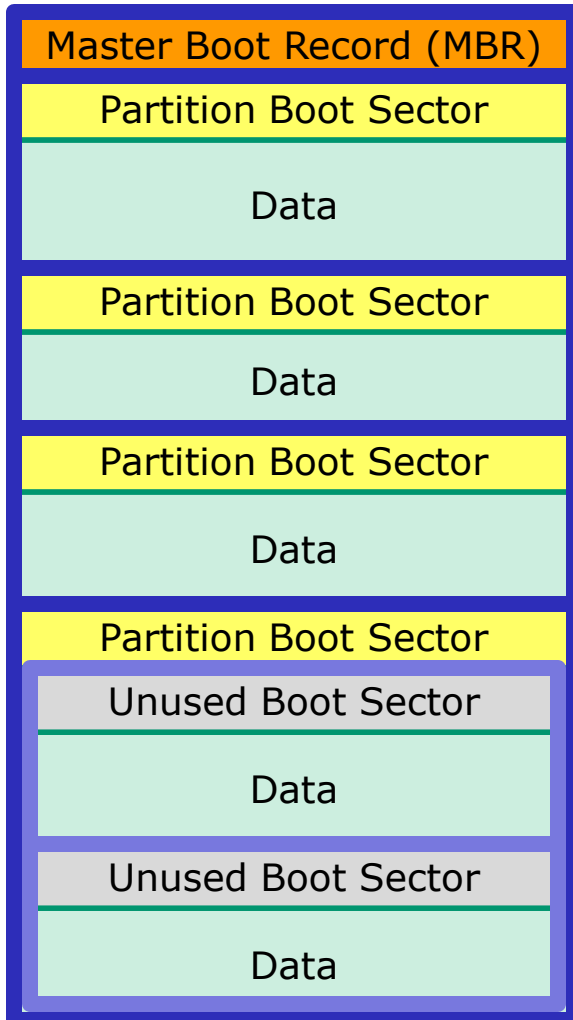 Master Boot Record (MBR)
Partition Boot Sector
Data
Partition Boot Sector
Data
Partition Boot Sector
Data
Partition Boot Sector
Unused Boot Sector
Data
Unused Boot Sector
Data